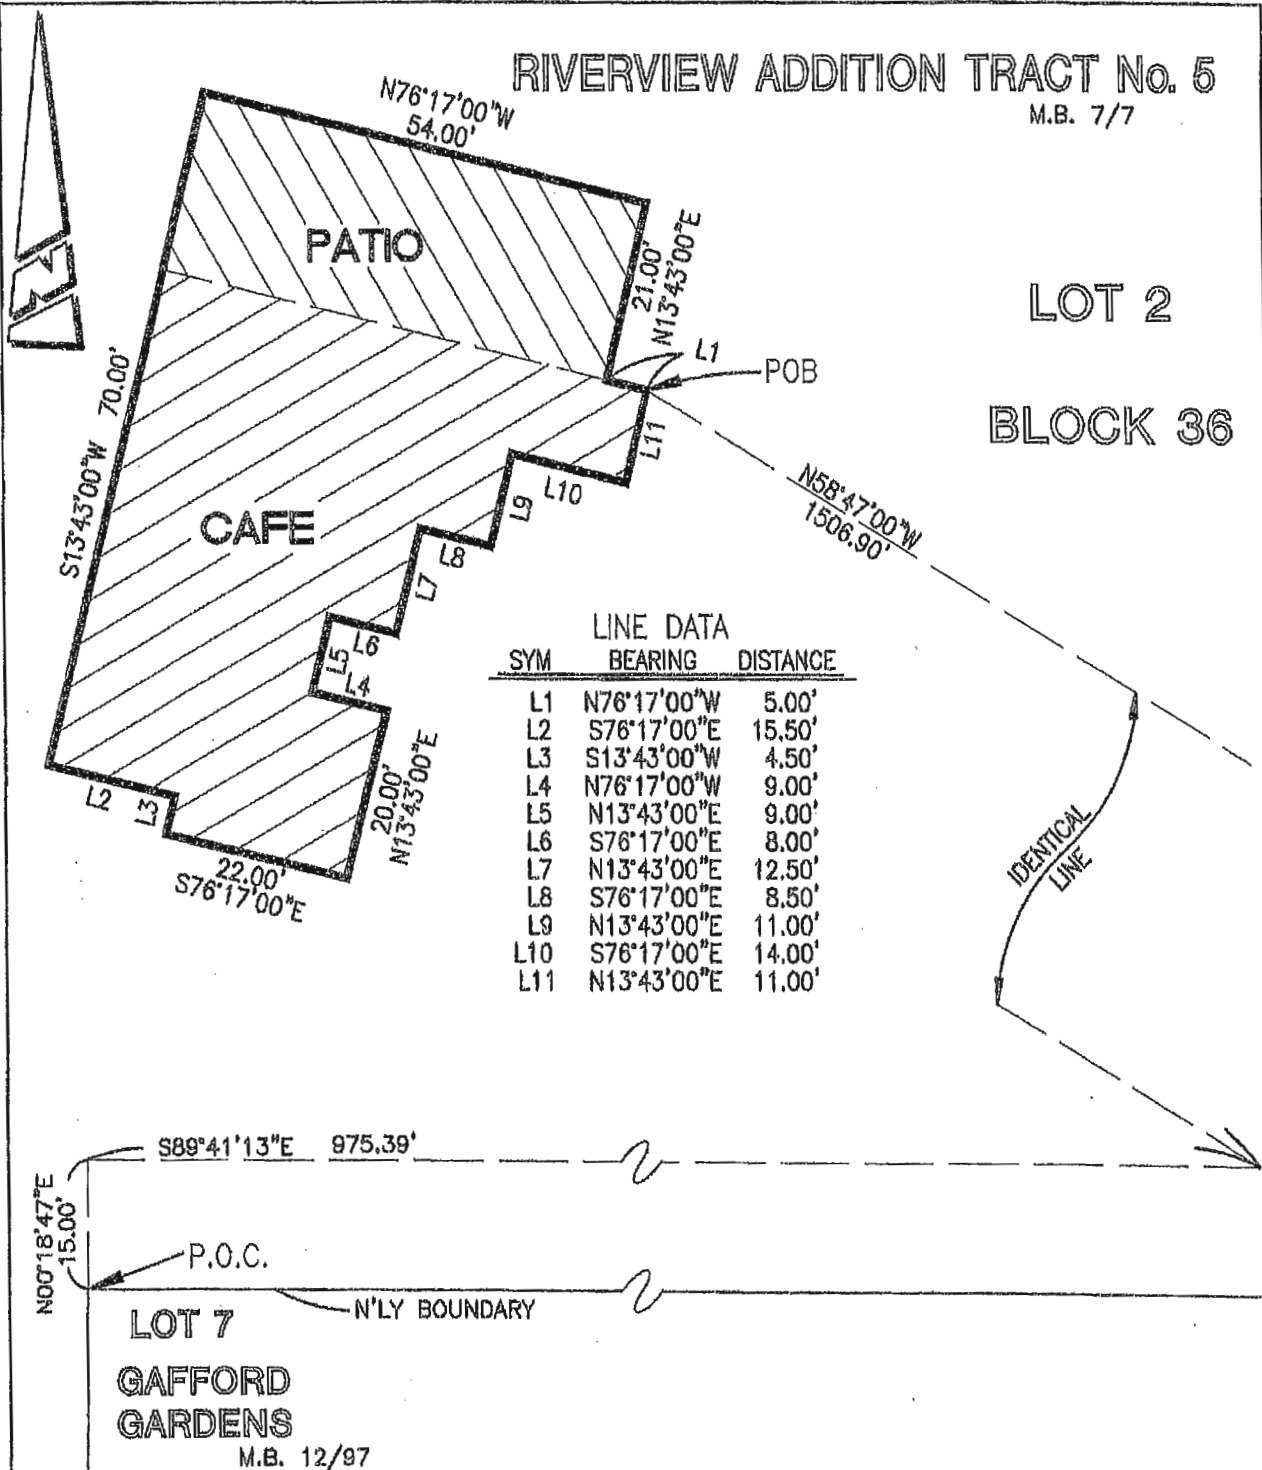 RIVERVIEW ADDITION TRACT No. 5
M.B. 7/7
N76°17'00"W
54.00'
PATIO
21.00'
N13°43'00"E
LOT 2
L1
POB
BLOCK 36
S13°43'00"W 70.00'
L11
L10
L9
N58°47'00"W
1506.90'
CAFE
L8
L7
L6
L5
L4
LINE DATA
SYM BEARING DISTANCE
L1 N76°17'00"W 5.00'
L2 S76°17'00"E 15.50'
L3 S13°43'00"W 4.50'
L4 N76°17'00"W 9.00'
L5 N13°43'00"E 9.00'
L6 S76°17'00"E 8.00'
L7 N13°43'00"E 12.50'
L8 S76°17'00"E 8.50'
L9 N13°43'00"E 11.00'
L10 S76°17'00"E 14.00'
L11 N13°43'00"E 11.00'
L2
L3
20.00'
N13°43'00"E
22.00'
S76°17'00"E
IDENTICAL
LINE
S89°41'13"E 975.39'
N00°18'47"E
15.00'
P.O.C.
N'LY BOUNDARY
LOT 7
GAFFORD
GARDENS
M.B. 12/97
N